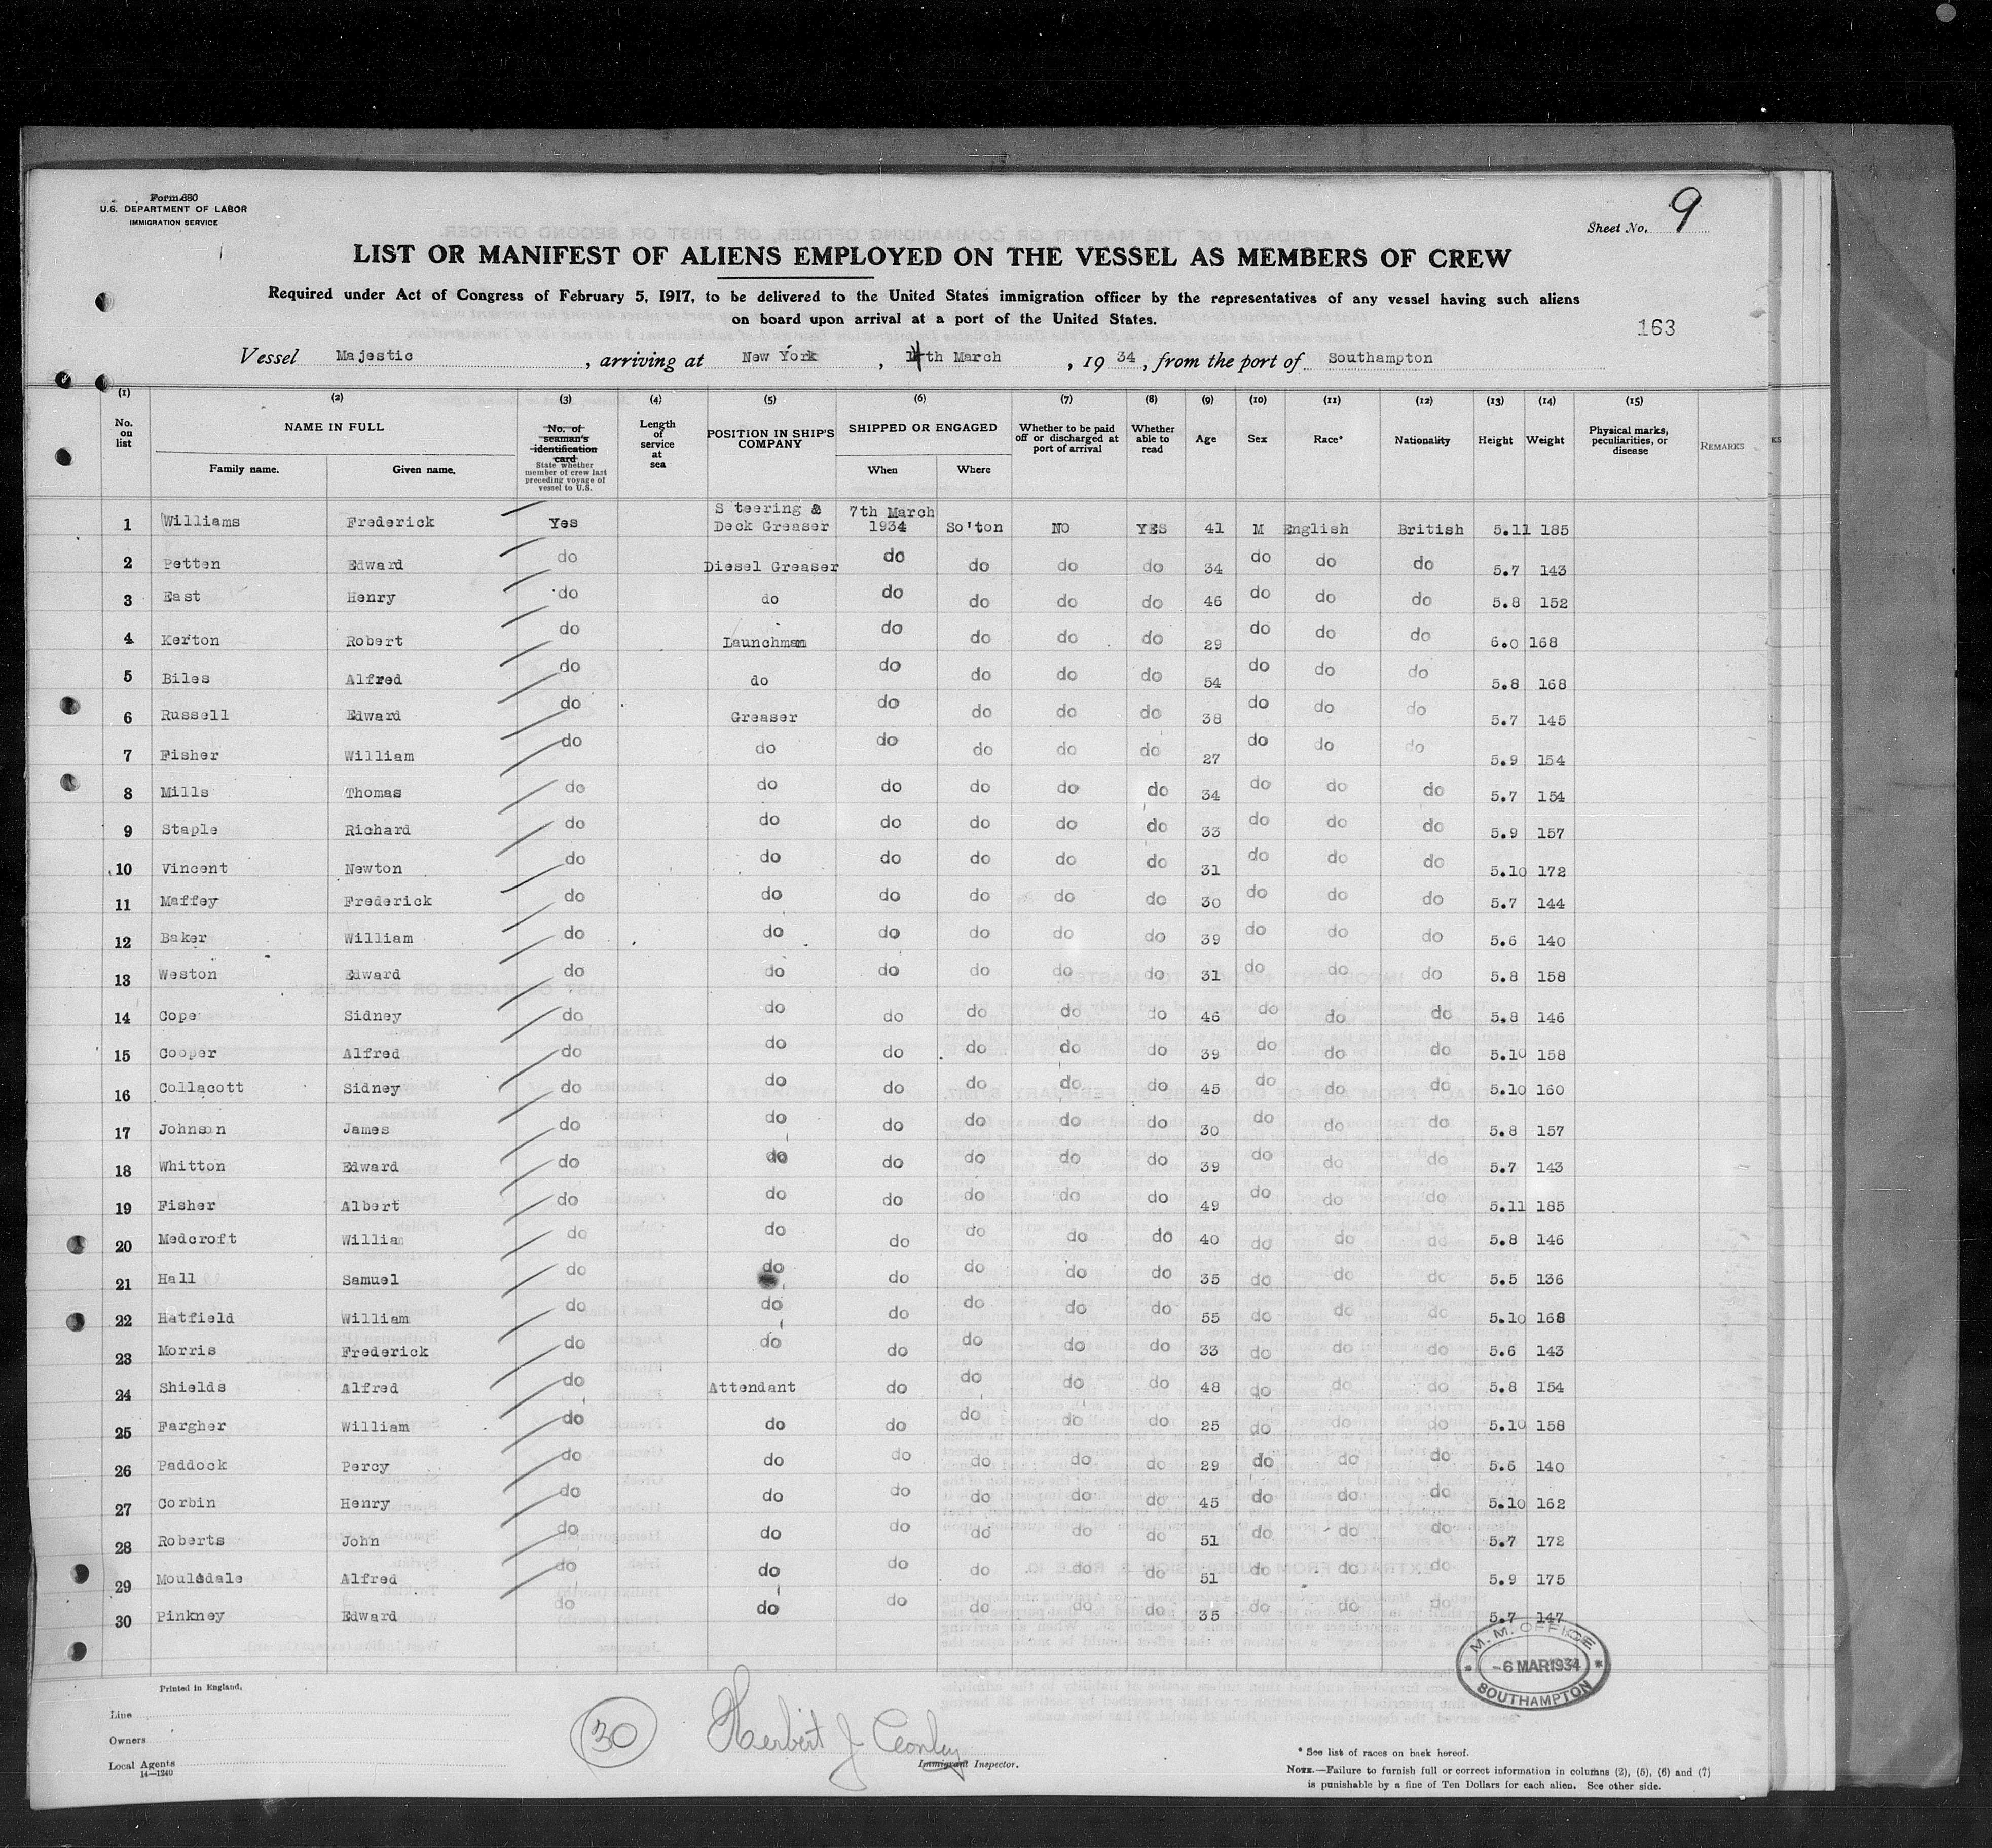 Form 680
U.S. DEPARTMENT OF LABOR
IMMIGRATION SERVICE
Sheet No. 9
LIST OR MANIFEST OF ALIENS EMPLOYED ON THE VESSEL AS MEMBERS OF CREW
Required under Act of Congress of February 5, 1917, to be delivered to the United States immigration officer by the representatives of any vessel having such aliens
on board upon arrival at a port of the United States.
163
Vessel Majestic, arriving at New York, 14th March, 1934, from the port of Southampton
(1) (2) (3) (4) (5) (6) (7) (8) (9) (10) (11) (12) (13) (14) (15)
No. on list NAME IN FULL Family name. Given name. No. of seaman's identification card State whether member of crew last preceding voyage of vessel to U.S. Length of service at sea POSITION IN SHIP'S COMPANY SHIPPED OR ENGAGED When Where Whether to be paid off or discharged at port of arrival Whether able to read Age Sex Race* Nationality Height Weight Physical marks, peculiarities, or disease REMARKS
1 Williams Frederick Yes Steering & Deck Greaser 7th March 1934 So'ton NO YES 41 M English British 5.11 185
2 Petten Edward do Diesel Greaser do do do do 34 do do do 5.7 143
3 East Henry do do do do do do 46 do do do 5.8 152
4 Kerton Robert do Launchman do do do do 29 do do do 6.0 168
5 Biles Alfred do do do do do do 54 do do do 5.8 168
6 Russell Edward do Greaser do do do do 38 do do do 5.7 145
7 Fisher William do do do do do do 27 do do do 5.9 154
8 Mills Thomas do do do do do do 34 do do do 5.7 154
9 Staple Richard do do do do do do 33 do do do 5.9 157
10 Vincent Newton do do do do do do 31 do do do 5.10 172
11 Maffey Frederick do do do do do do 30 do do do 5.7 144
12 Baker William do do do do do do 39 do do do 5.6 140
13 Weston Edward do do do do do do 31 do do do 5.8 158
14 Cope Sidney do do do do do do 46 do do do 5.8 146
15 Cooper Alfred do do do do do do 39 do do do 5.10 158
16 Collacott Sidney do do do do do do 45 do do do 5.10 160
17 Johnson James do do do do do do 30 do do do 5.8 157
18 Whitton Edward do do do do do do 39 do do do 5.7 143
19 Fisher Albert do do do do do do 49 do do do 5.11 185
20 Medcroft William do do do do do do 40 do do do 5.8 146
21 Hall Samuel do do do do do do 35 do do do 5.5 136
22 Hatfield William do do do do do do 55 do do do 5.10 168
23 Morris Frederick do do do do do do 33 do do do 5.6 143
24 Shields Alfred do Attendant do do do do 48 do do do 5.8 154
25 Fargher William do do do do do do 25 do do do 5.10 158
26 Paddock Percy do do do do do do 29 do do do 5.6 140
27 Corbin Henry do do do do do do 45 do do do 5.10 162
28 Roberts John do do do do do do 51 do do do 5.7 172
29 Moulsdale Alfred do do do do do do 51 do do do 5.9 175
30 Pinkney Edward do do do do do do 35 do do do 5.7 147
M. M. OFFICE
-6 MAR 1934
SOUTHAMPTON
Printed in England.
Line
Owners
Local Agents
14—1240
30
Herbert J Conley
Immigrant Inspector.
* See list of races on back hereof.
NOTE.—Failure to furnish full or correct information in columns (2), (5), (6) and (7)
is punishable by a fine of Ten Dollars for each alien. See other side.